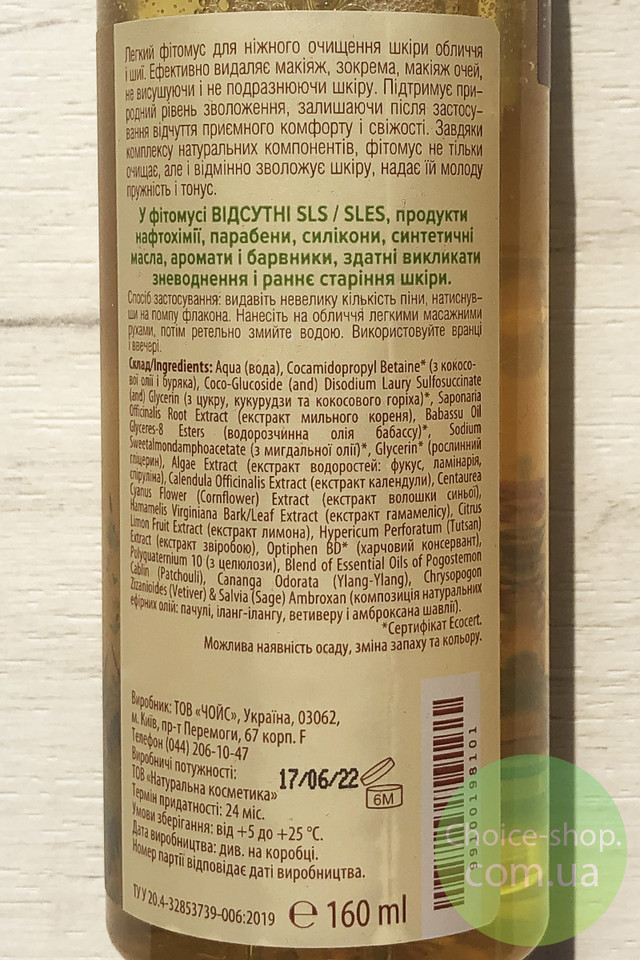 Легкий фітомус для ніжного очищення шкіри обличчя
і шиї. Ефективно видаляє макіяж, зокрема, макіяж очей,
не висушуючи і не подразнюючи шкіру. Підтримує при-
родний рівень зволоження, залишаючи після застосу-
вання відчуття приємного комфорту і свіжості. Завдяки
комплексу натуральних компонентів, фітомус не тільки
очищає, але і відмінно зволожує шкіру, надає їй молоду
пружність і тонус.
У фітомусі ВІДСУТНІ SLS / SLES, продукти
нафтохімії, парабени, силікони, синтетичні
масла, аромати і барвники, здатні викликати
зневоднення і раннє старіння шкіри.
Спосіб застосування: видавіть невелику кількість піни, натиснув-
ши на помпу флакона. Нанесіть на обличчя легкими масажними
рухами, потім ретельно змийте водою. Використовуйте вранці
і ввечері.
Склад/Ingredients: Aqua (вода), Cocamidopropyl Betaine* (з кокосо-
вої олії і буряка), Coco-Glucoside (and) Disodium Laury Sulfosuccinate
(and) Glycerin (з цукру, кукурудзи та кокосового горіха)*, Saponaria
Officinalis Root Extract (екстракт мильного кореня), Babassu Oil
Glyceres-8 Esters (водорозчинна олія бабассу)*, Sodium
Sweetalmondamphoacetate (з мигдальної олії)*, Glycerin* (рослинний
гліцерин), Algae Extract (екстракт водоростей: фукус, ламінарія,
спіруліна), Calendula Officinalis Extract (екстракт календули), Centaurea
Cyanus Flower (Cornflower) Extract (екстракт волошки синьої),
Hamamelis Virginiana Bark/Leaf Extract (екстракт гамамелісу), Citrus
Limon Fruit Extract (екстракт лимона), Hypericum Perforatum (Tutsan)
Extract (екстракт звіробою), Optiphen BD* (харчовий консервант),
Polyguaternium 10 (з целюлози), Blend of Essential Oils of Pogostemon
Cablin (Patchouli), Cananga Odorata (Ylang-Ylang), Chrysopogon
Zizanioides (Vetiver) & Salvia (Sage) Ambroxan (композиція натуральних
ефірних олій: пачулі, іланг-ілангу, ветиверу і амброксана шавлії).
*Сертифікат Ecocert.
Можлива наявність осаду, зміна запаху та кольору.
Виробник: ТОВ «ЧОЙС», Україна, 03062,
м. Київ, пр-т Перемоги, 67 корп. F
Телефон (044) 206-10-47
Виробничі потужності:
ТОВ «Натуральна косметика»
Термін придатності: 24 міс.
Умови зберігання: від +5 до +25 °С.
Дата виробництва: див. на коробці.
Номер партії відповідає даті виробництва.
17/06/22
6M
ТУ У 20.4-32853739-006:2019
℮ 160 ml
Choice-shop.
com.ua